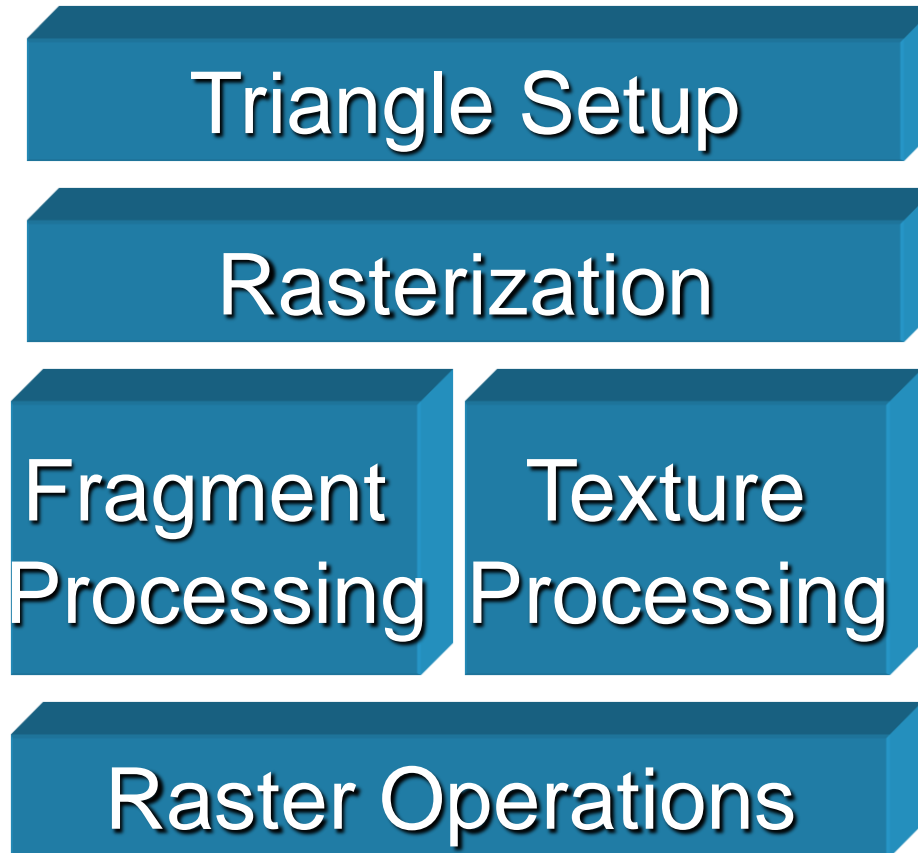 Triangle Setup
Rasterization
Fragment
Processing
Texture
Processing
Raster Operations